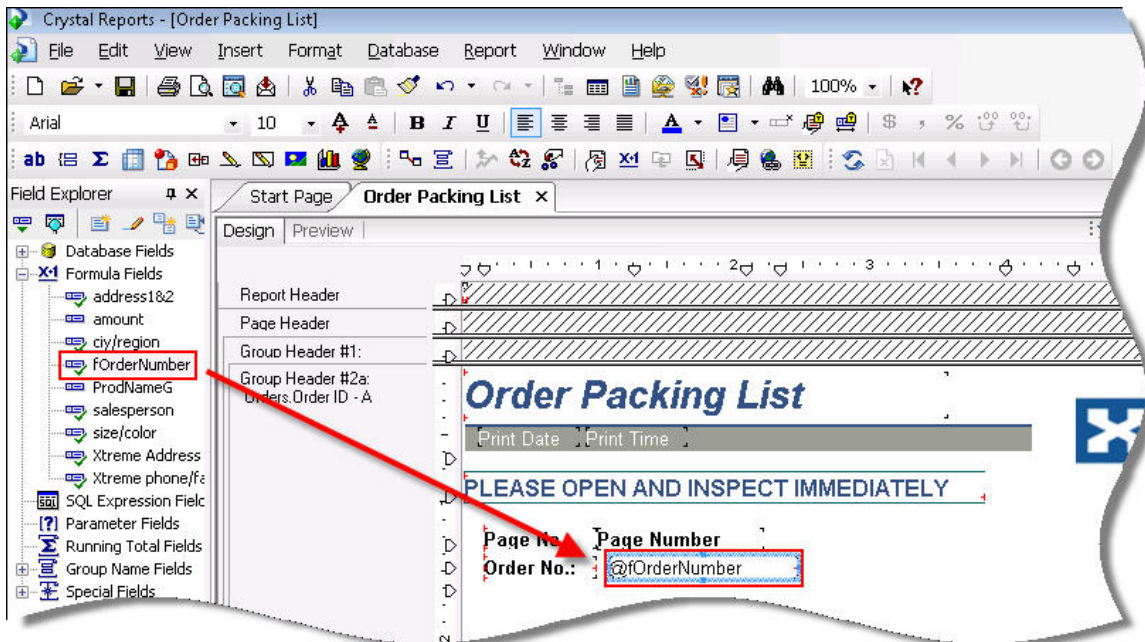 Crystal Reports - [Order Packing List]
File Edit View Insert Format Database Report Window Help
100%
Arial 10 B I U $ , %
ab
Field Explorer
Start Page Order Packing List
Design Preview
Database Fields
Formula Fields
address1&2
amount
ciy/region
fOrderNumber
ProdNameG
salesperson
size/color
Xtreme Address
Xtreme phone/fa
SQL Expression Fielc
Parameter Fields
Running Total Fields
Group Name Fields
Special Fields
1 2 3 4
Report Header
Page Header
Group Header #1:
Group Header #2a:
Orders.Order ID - A
Order Packing List
Print Date Print Time
PLEASE OPEN AND INSPECT IMMEDIATELY
Page No Page Number
Order No.: @fOrderNumber